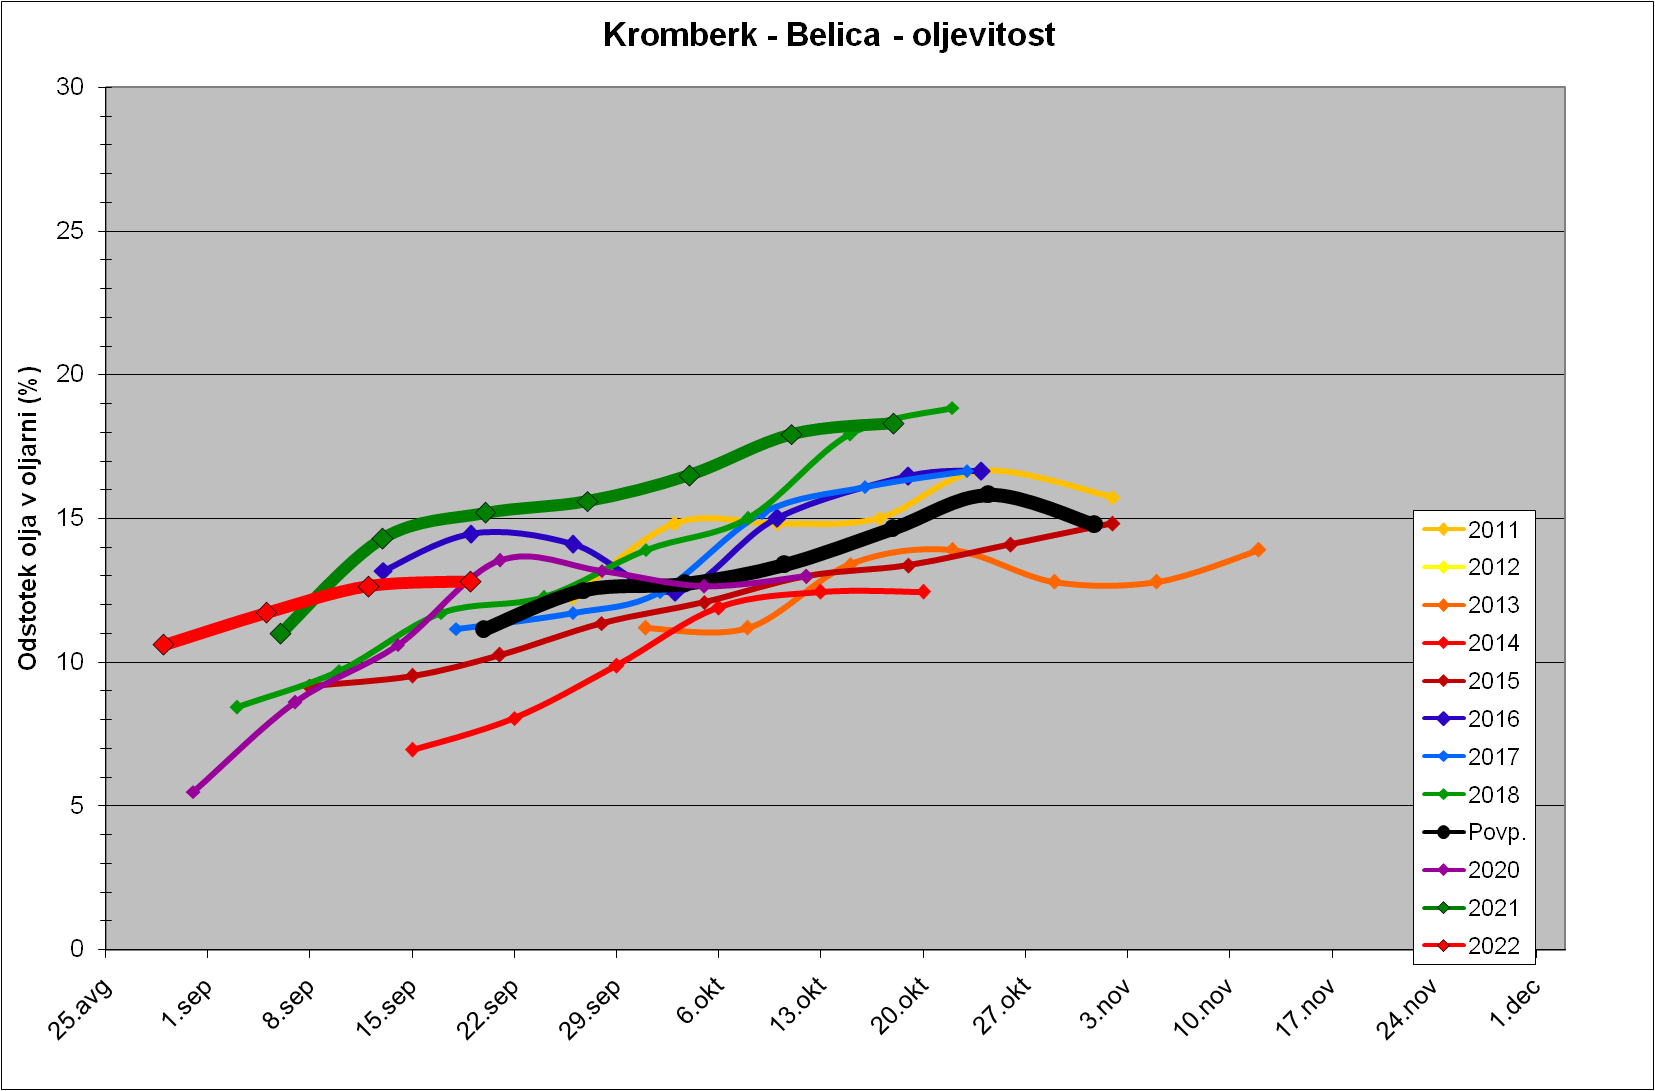 Kromberk - Belica - oljevitost
Odstotek olja v oljarni (%)
30
25
20
15
10
5
0
25.avg
1.sep
8.sep
15.sep
22.sep
29.sep
6.okt
13.okt
20.okt
27.okt
3.nov
10.nov
17.nov
24.nov
1.dec
2011
2012
2013
2014
2015
2016
2017
2018
Povp.
2020
2021
2022